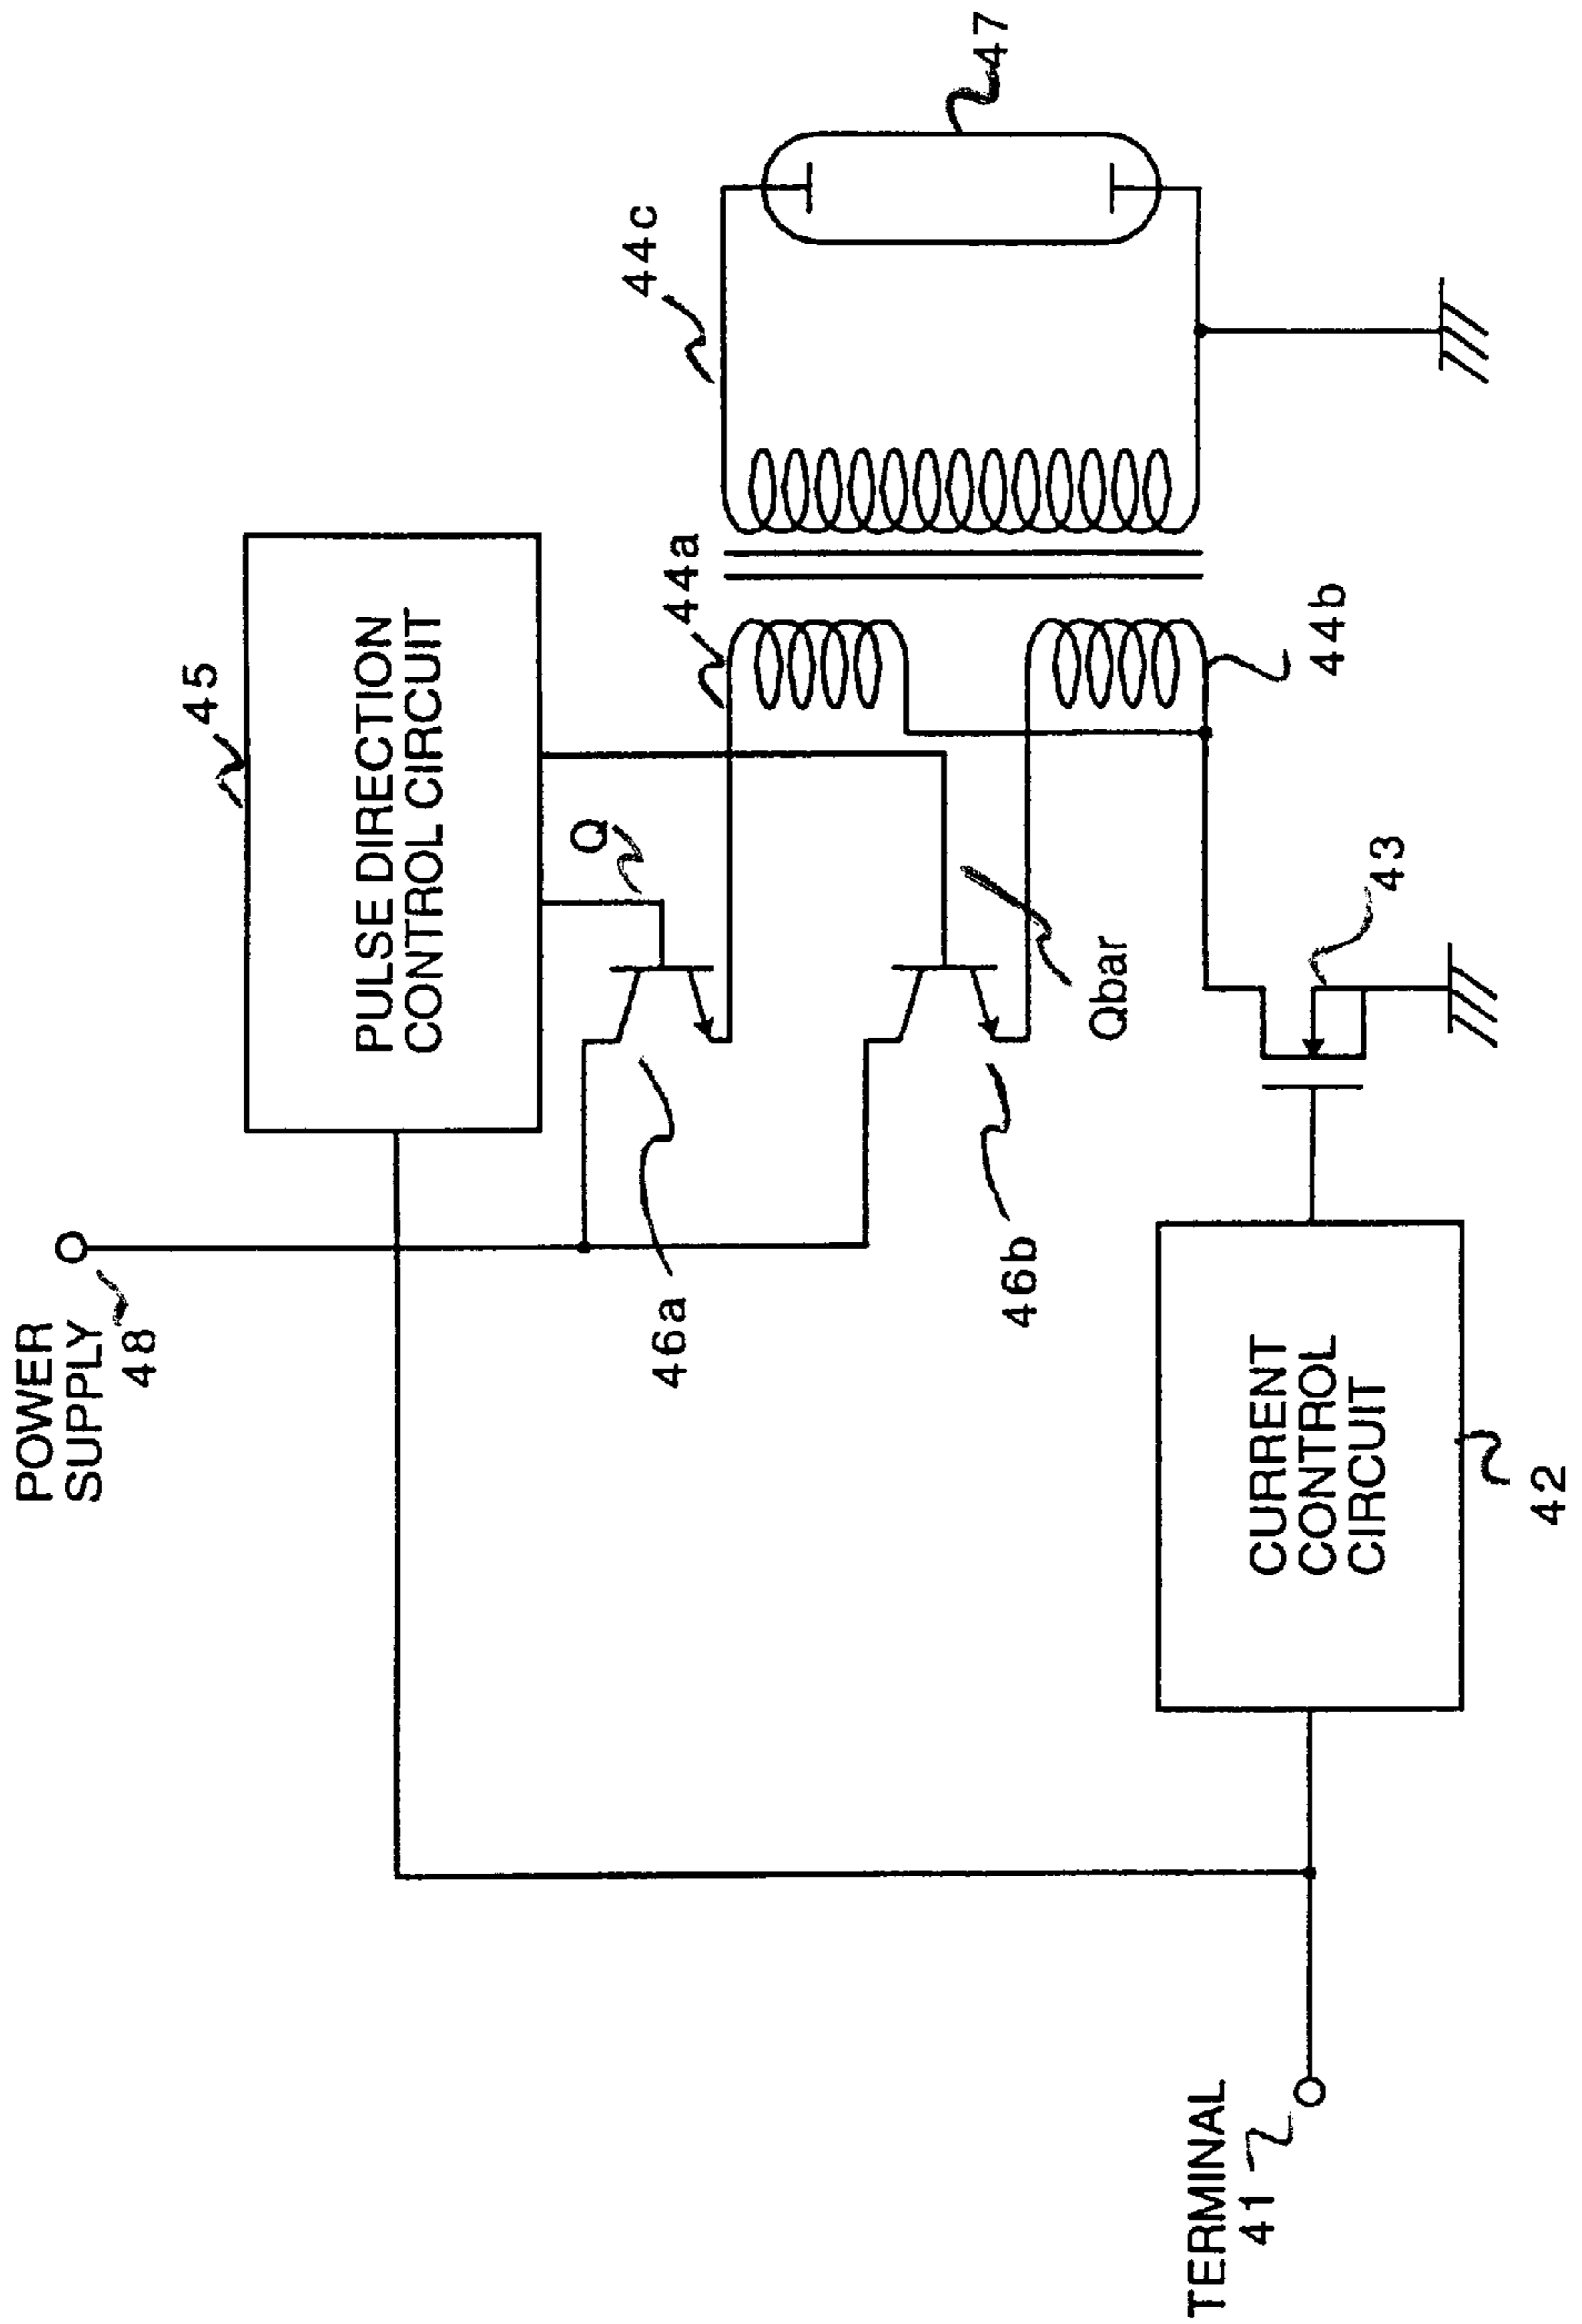 POWER
SUPPLY
48
45
PULSE DIRECTION
CONTROL CIRCUIT
Q
46a
44a
44c
47
46b
Qbar
44b
CURRENT
CONTROL
CIRCUIT
42
43
TERMINAL
41